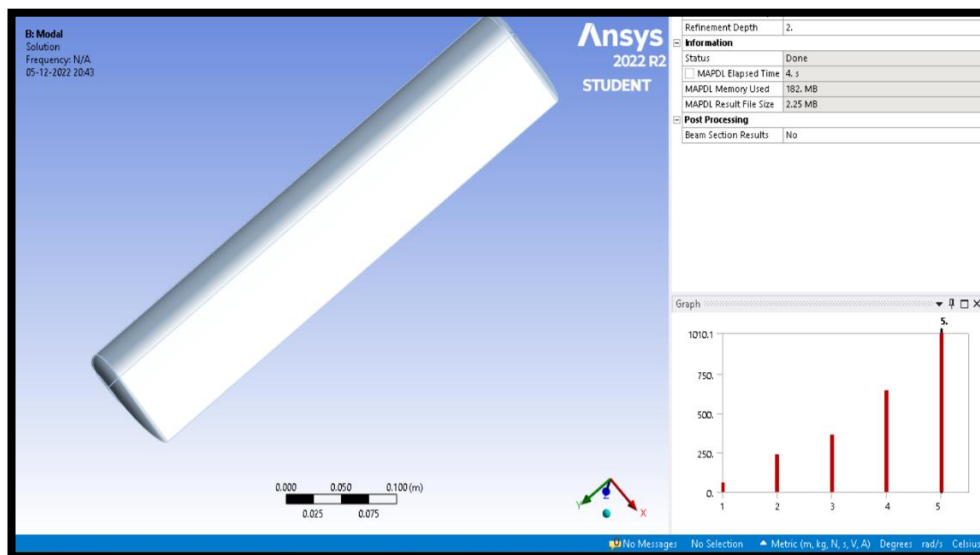 B: Modal
Solution
Frequency: N/A
05-12-2022 20:43
Ansys
2022 R2
STUDENT
0.000 0.050 0.100 (m)
0.025 0.075
Y
Z
X
Refinement Depth 2.
Information
Status Done
MAPDL Elapsed Time 4. s
MAPDL Memory Used 182. MB
MAPDL Result File Size 2.25 MB
Post Processing
Beam Section Results No
Graph
5.
1010.1
750.
500.
250.
0.
1 2 3 4 5
No Messages No Selection Metric (m, kg, N, s, V, A) Degrees rad/s Celsius